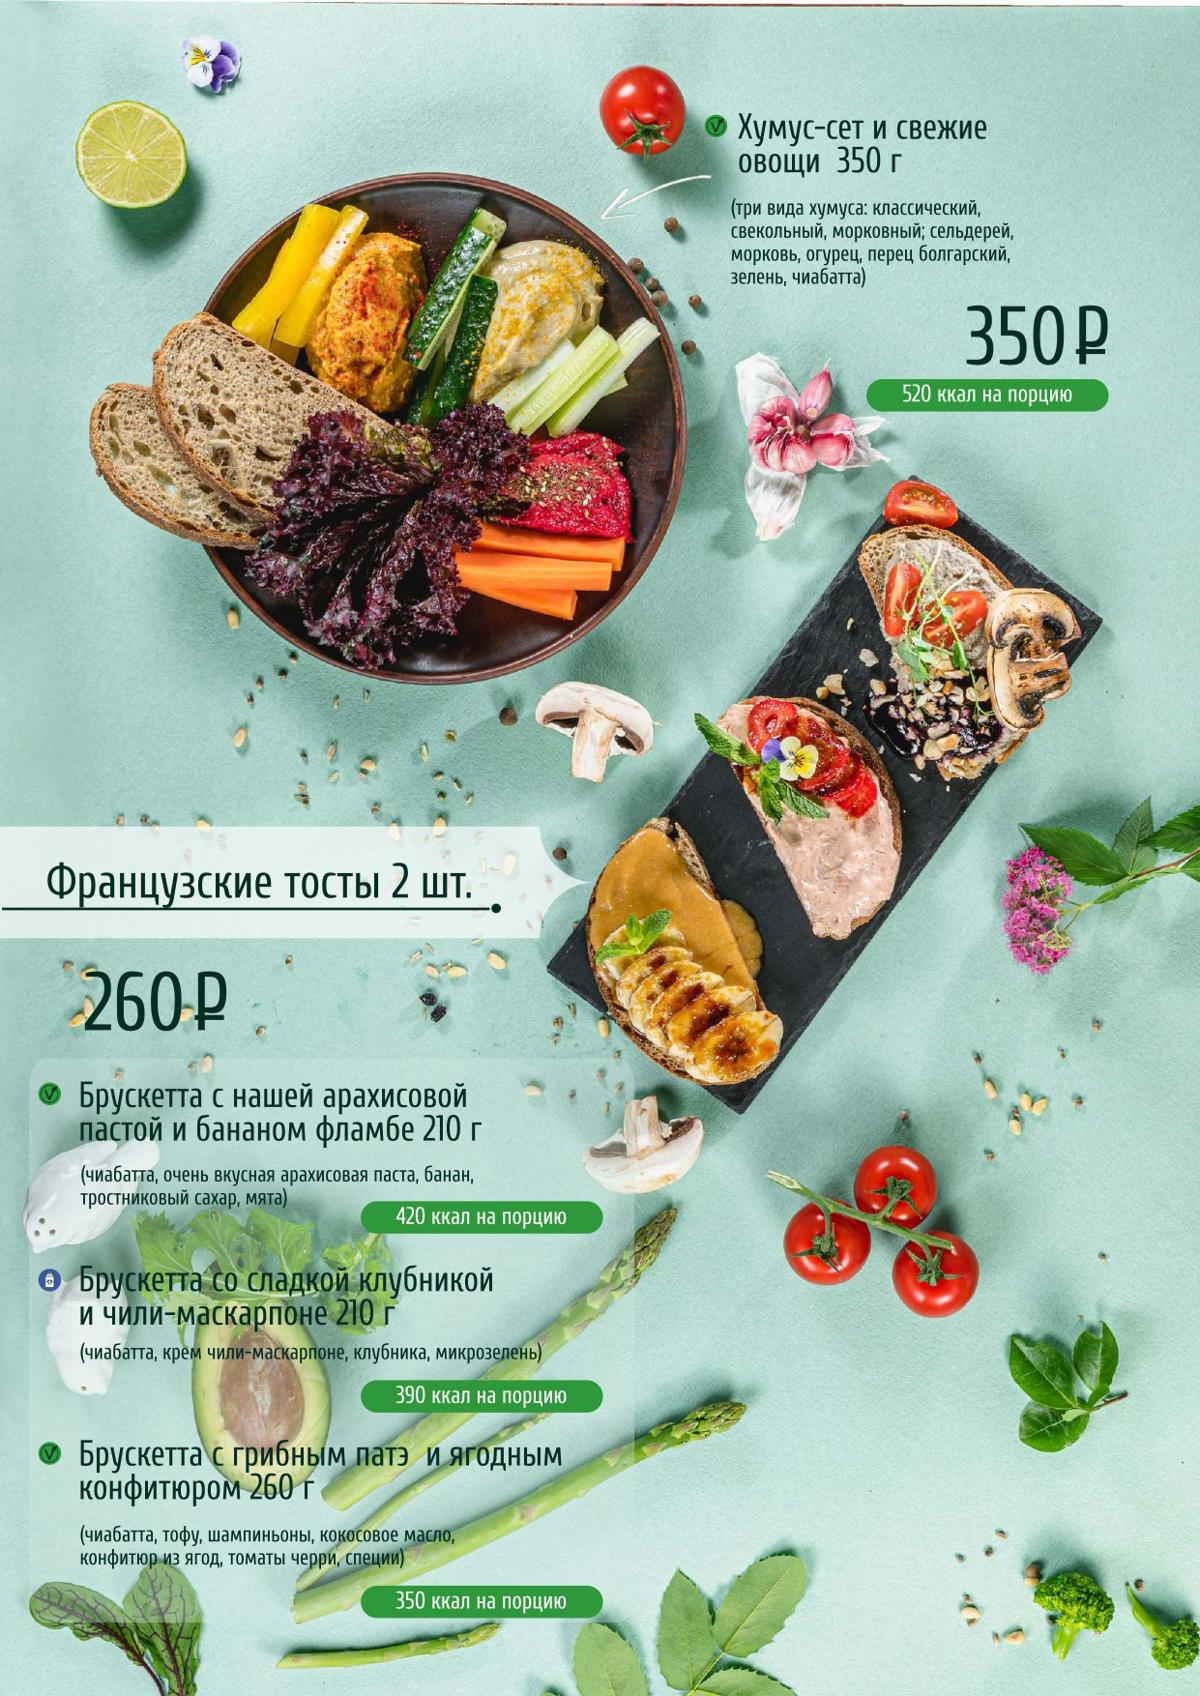 Хумус-сет и свежие
овощи 350 г
(три вида хумуса: классический,
свекольный, морковный; сельдерей,
морковь, огурец, перец болгарский,
зелень, чиабатта)
350 ₽
520 ккал на порцию
Французские тосты 2 шт.
260 ₽
Брускетта с нашей арахисовой
пастой и бананом фламбе 210 г
(чиабатта, очень вкусная арахисовая паста, банан,
тростниковый сахар, мята)
420 ккал на порцию
Брускетта со сладкой клубникой
и чили-маскарпоне 210 г
(чиабатта, крем чили-маскарпоне, клубника, микрозелень)
390 ккал на порцию
Брускетта с грибным патэ и ягодным
конфитюром 260 г
(чиабатта, тофу, шампиньоны, кокосовое масло,
конфитюр из ягод, томаты черри, специи)
350 ккал на порцию